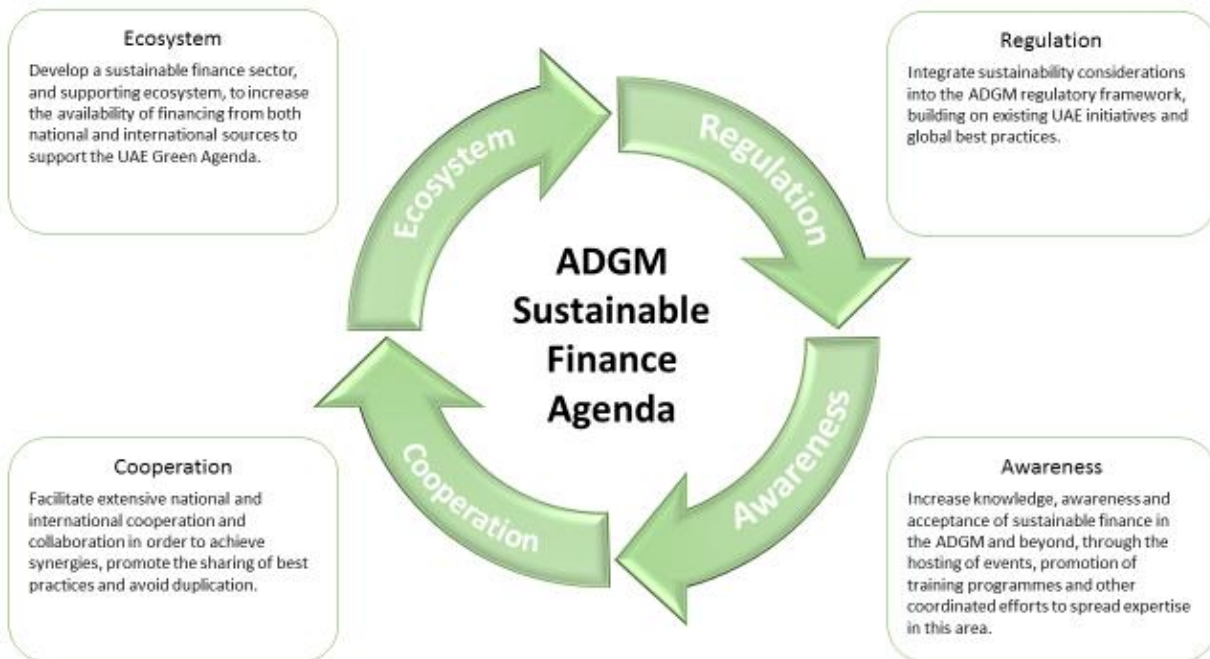 Ecosystem
Develop a sustainable finance sector,
and supporting ecosystem, to increase
the availability of financing from both
national and international sources to
support the UAE Green Agenda.
Regulation
Integrate sustainability considerations
into the ADGM regulatory framework,
building on existing UAE initiatives and
global best practices.
Ecosystem
Regulation
ADGM
Sustainable
Finance
Agenda
Cooperation
Awareness
Cooperation
Facilitate extensive national and
international cooperation and
collaboration in order to achieve
synergies, promote the sharing of best
practices and avoid duplication.
Awareness
Increase knowledge, awareness and
acceptance of sustainable finance in
the ADGM and beyond, through the
hosting of events, promotion of
training programmes and other
coordinated efforts to spread expertise
in this area.